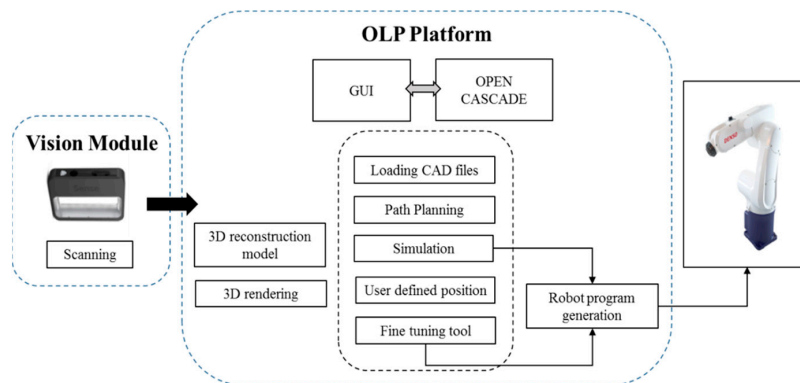 OLP Platform
GUI
OPEN
CASCADE
Vision Module
Scanning
3D reconstruction
model
3D rendering
Loading CAD files
Path Planning
Simulation
User defined position
Fine tuning tool
Robot program
generation
DENSO